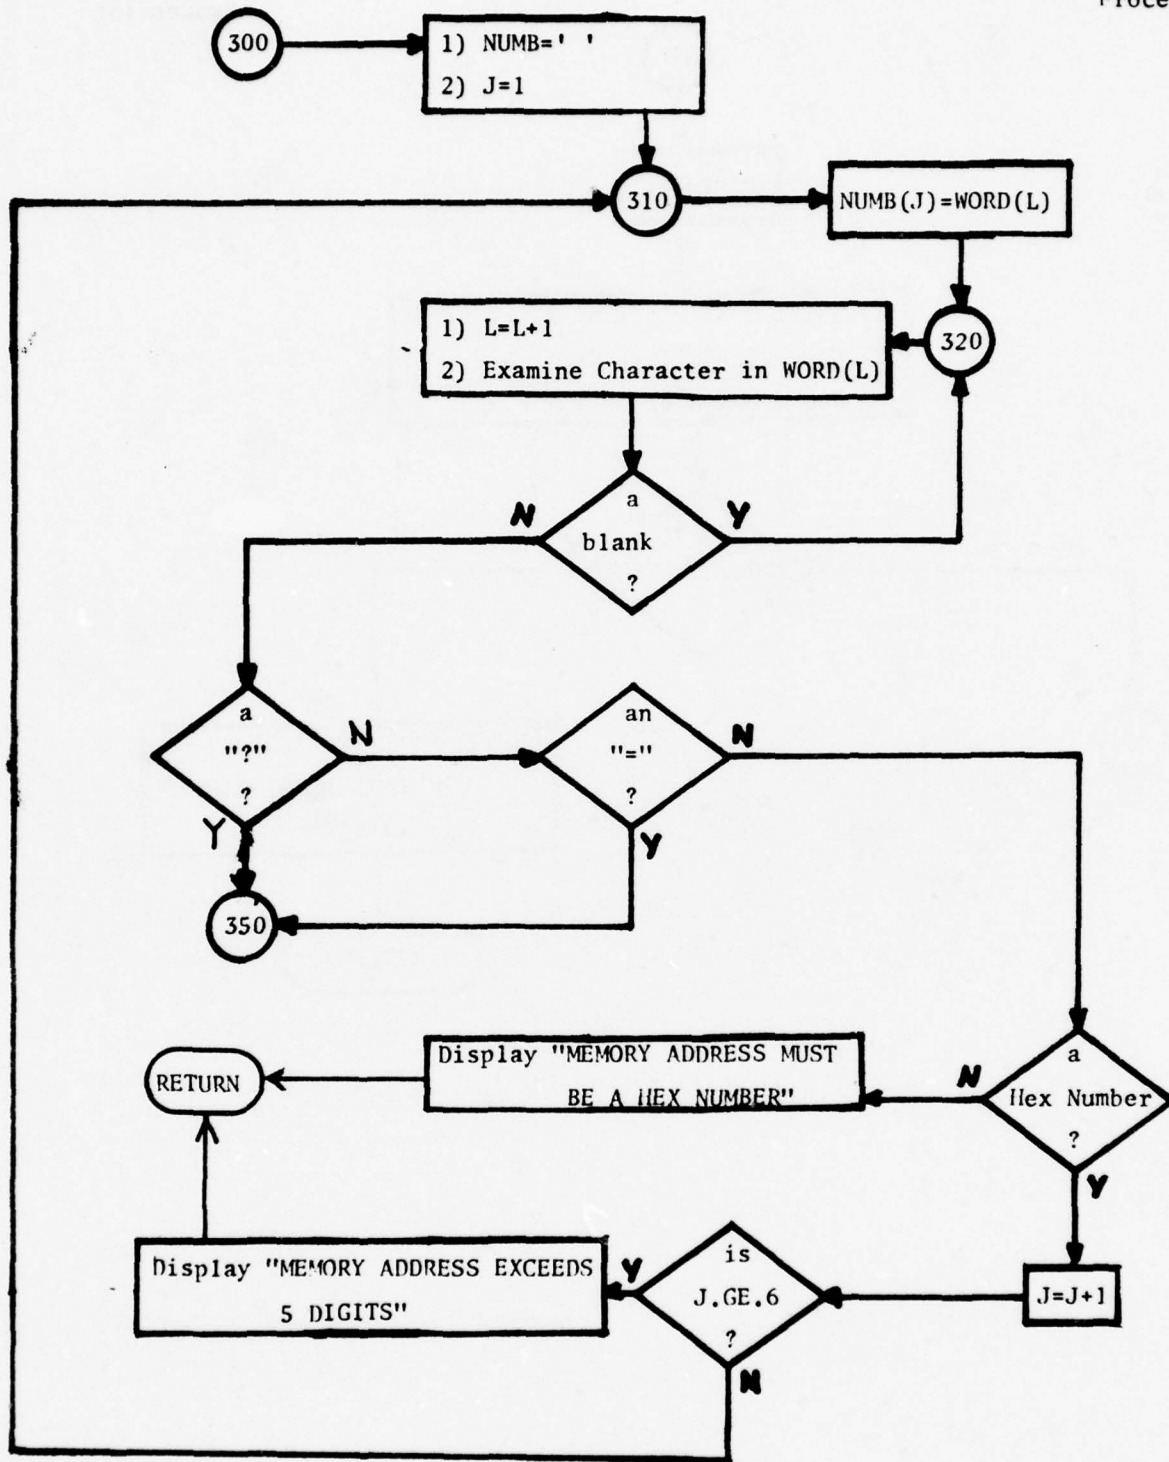 Proce
300
1) NUMB=' '
2) J=1
310
NUMB(J)=WORD(L)
1) L=L+1
2) Examine Character in WORD(L)
320
a
blank
?
N
Y
a
"?"
?
N
Y
an
"="
?
N
Y
350
a
Hex Number
?
N
Y
Display "MEMORY ADDRESS MUST
BE A HEX NUMBER"
RETURN
J=J+1
is
J.GE.6
?
Y
N
Display "MEMORY ADDRESS EXCEEDS
5 DIGITS"